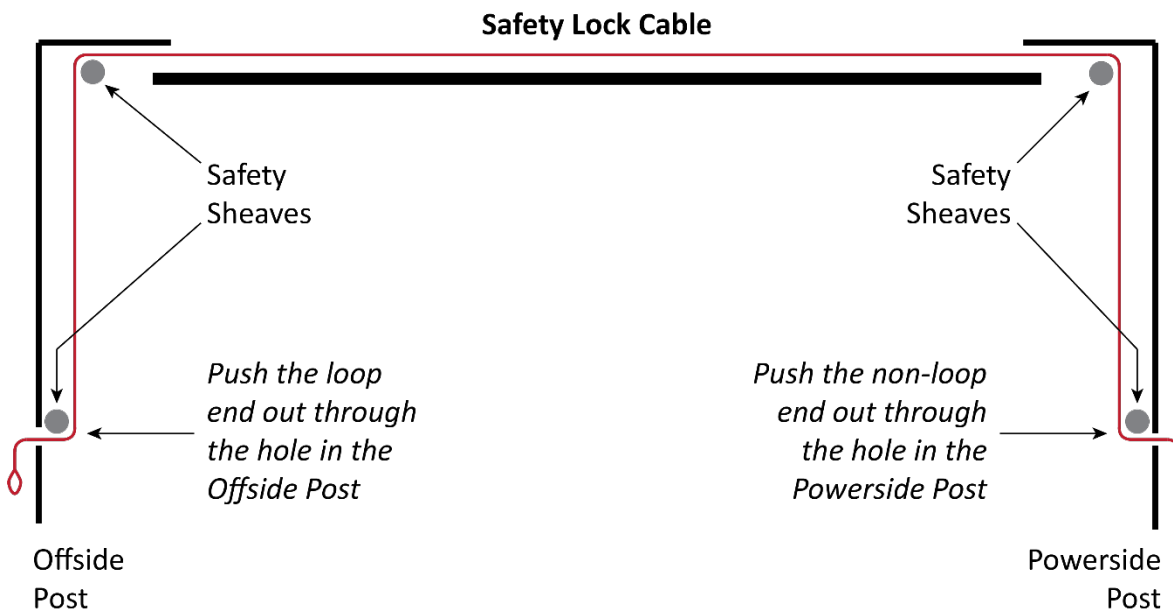 Safety Lock Cable
Safety
Sheaves
Safety
Sheaves
Push the loop
end out through
the hole in the
Offside Post
Push the non-loop
end out through
the hole in the
Powerside Post
Offside
Post
Powerside
Post